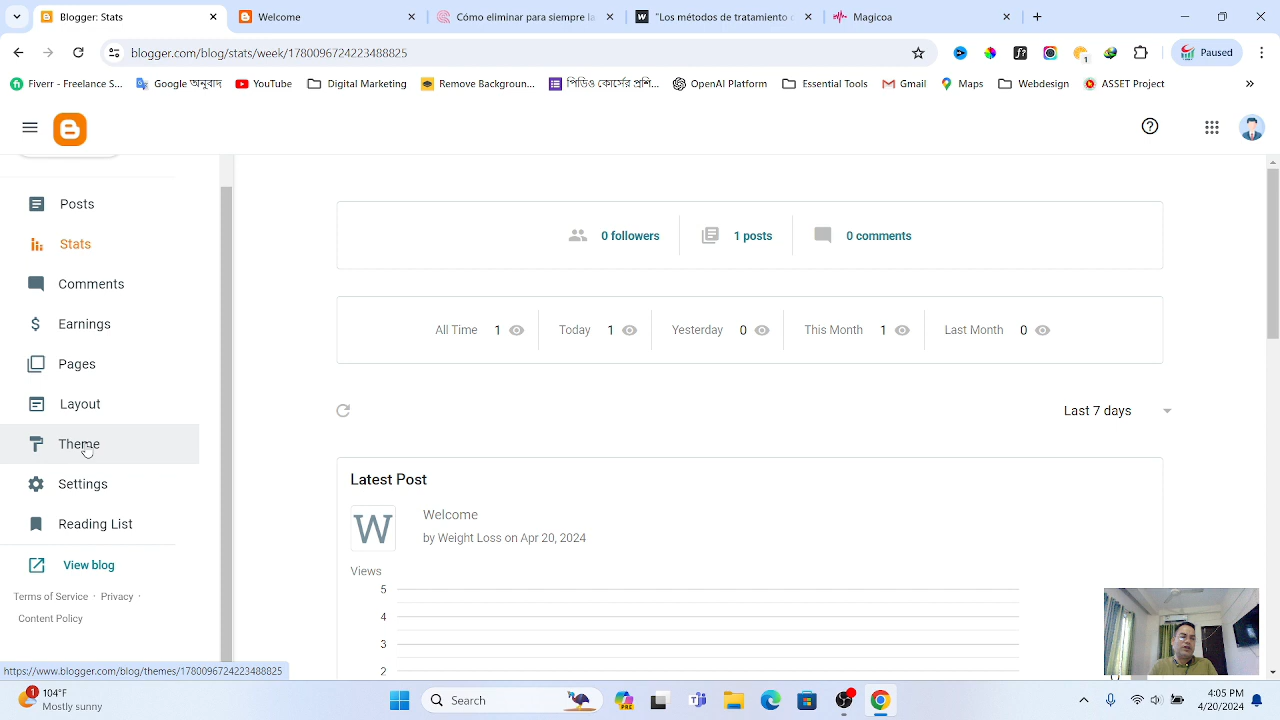 Blogger: Stats
Welcome
Cómo eliminar para siempre la
"Los métodos de tratamiento c
Magicoa
blogger.com/blog/stats/week/1780096724223488825
Paused
Fiverr - Freelance S...
Google অনুবাদ
YouTube
Digital Marketing
Remove Backgroun...
পিডিও কোর্সের প্রশি...
OpenAI Platform
Essential Tools
Gmail
Maps
Webdesign
ASSET Project
Posts
Stats
Comments
Earnings
Pages
Layout
Theme
Settings
Reading List
View blog
Terms of Service · Privacy ·
Content Policy
0 followers
1 posts
0 comments
All Time 1
Today 1
Yesterday 0
This Month 1
Last Month 0
Last 7 days
Latest Post
W
Welcome
by Weight Loss on Apr 20, 2024
Views
5
4
3
2
https://www.blogger.com/blog/themes/1780096724223488825
1
104°F
Mostly sunny
Search
PRE
4:05 PM
4/20/2024